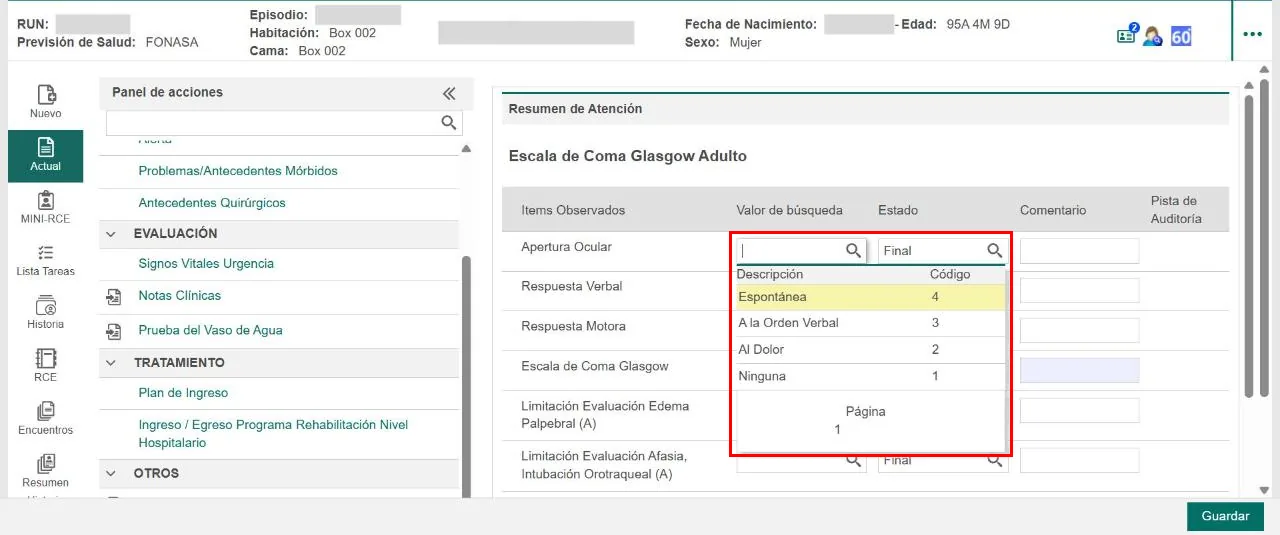 RUN:
Previsión de Salud: FONASA
Episodio:
Habitación: Box 002
Cama: Box 002
Fecha de Nacimiento: - Edad: 95A 4M 9D
Sexo: Mujer
2
60
Nuevo
Actual
MINI-RCE
Lista Tareas
Historia
RCE
Encuentros
Resumen
Panel de acciones
Alerta
Problemas/Antecedentes Mórbidos
Antecedentes Quirúrgicos
EVALUACIÓN
Signos Vitales Urgencia
Notas Clínicas
Prueba del Vaso de Agua
TRATAMIENTO
Plan de Ingreso
Ingreso / Egreso Programa Rehabilitación Nivel
Hospitalario
OTROS
Resumen de Atención
Escala de Coma Glasgow Adulto
Items Observados Valor de búsqueda Estado Comentario Pista de
Auditoría
Apertura Ocular Final
Descripción Código
Espontánea 4
A la Orden Verbal 3
Al Dolor 2
Ninguna 1
Página
1
Respuesta Verbal
Respuesta Motora
Escala de Coma Glasgow
Limitación Evaluación Edema
Palpebral (A)
Limitación Evaluación Afasia, Final
Intubación Orotraqueal (A)
Guardar